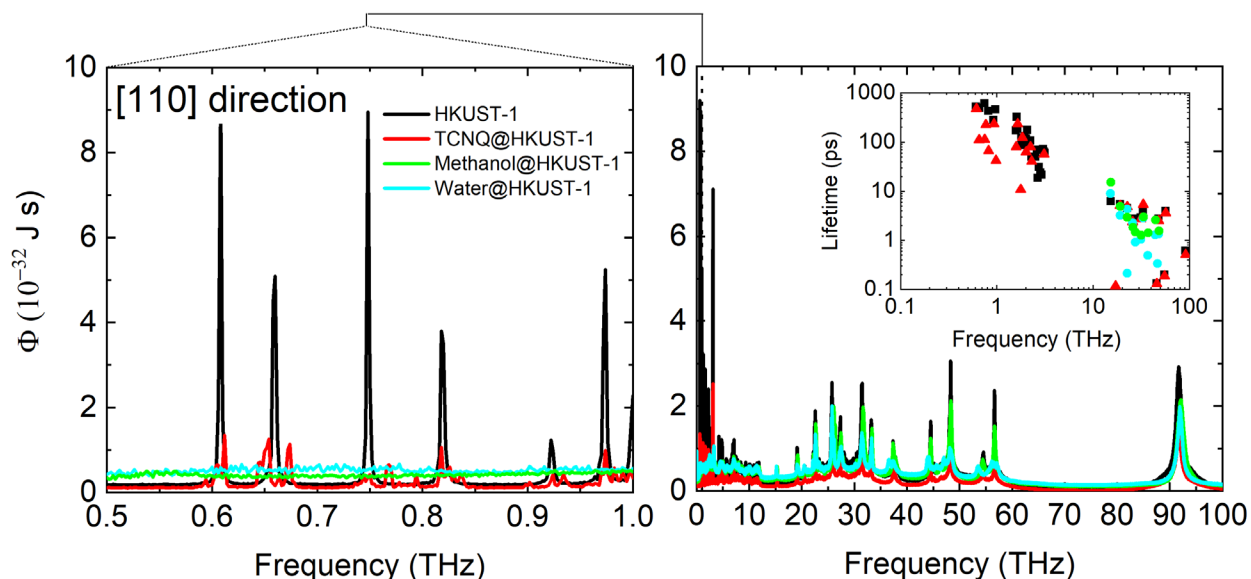 [110] direction
HKUST-1
TCNQ@HKUST-1
Methanol@HKUST-1
Water@HKUST-1
Φ (10⁻³² J s)
10
8
6
4
2
0
0.5 0.6 0.7 0.8 0.9 1.0
Frequency (THz)
10
8
6
4
2
0
0 10 20 30 40 50 60 70 80 90 100
Frequency (THz)
Lifetime (ps)
1000
100
10
1
0.1
0.1 1 10 100
Frequency (THz)